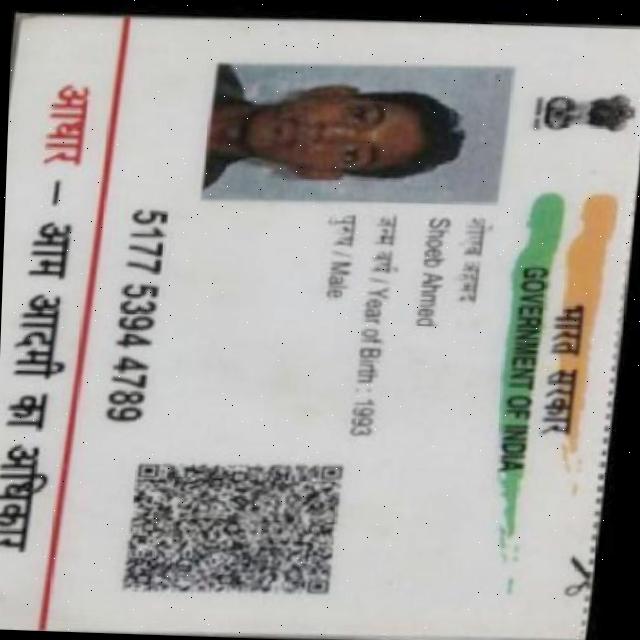 भारत सरकार
GOVERNMENT OF INDIA
शोएब अहमद
Shoeb Ahmed
जन्म वर्ष / Year of Birth : 1993
पुरुष / Male
5177 5394 4789
आधार – आम आदमी का अधिकार